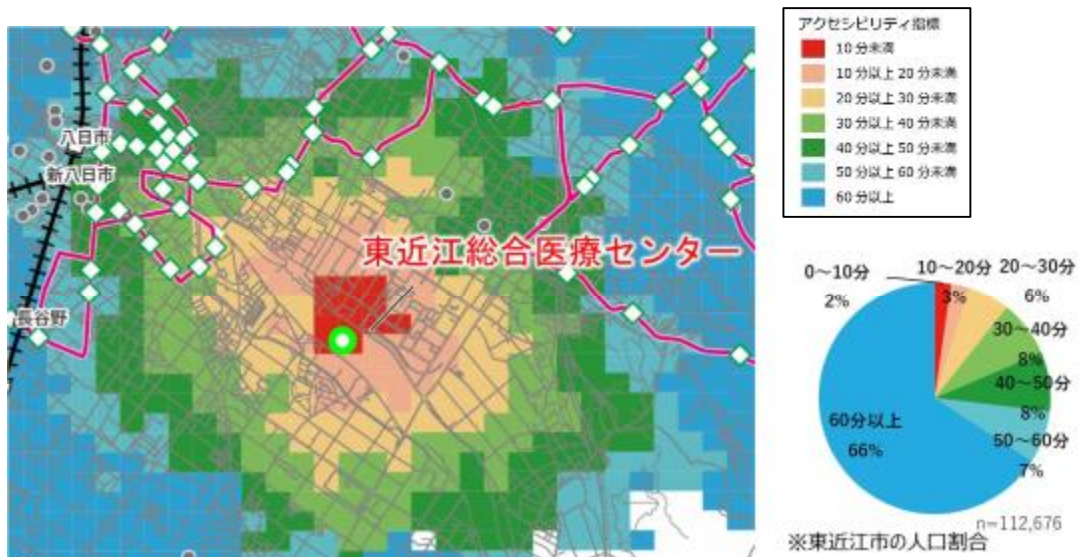 八日市
新八日市
長谷野
東近江総合医療センター
アクセシビリティ指標
10分未満
10分以上20分未満
20分以上30分未満
30分以上40分未満
40分以上50分未満
50分以上60分未満
60分以上
0～10分
2%
10～20分
3%
20～30分
6%
30～40分
8%
40～50分
8%
50～60分
7%
60分以上
66%
n=112,676
※東近江市の人口割合